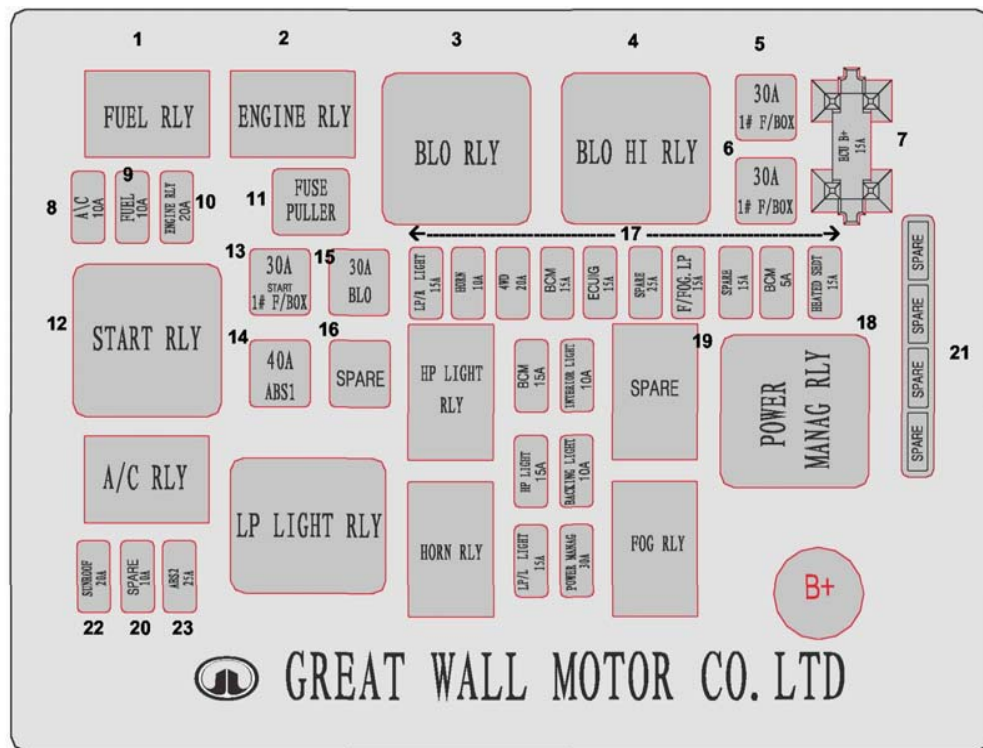 1
2
3
4
5
FUEL RLY
ENGINE RLY
BLO RLY
BLO HI RLY
30A
1# F/BOX
6
30A
1# F/BOX
ECU B+
15A
7
8
A\C
10A
9
FUEL
10A
ENGINE RLY
20A
10
11
FUSE
PULLER
17
13
30A
START
1# F/BOX
15
30A
BLO
LP/R LIGHT
15A
HORN
10A
4WD
20A
BCM
15A
ECUIG
15A
SPARE
25A
F/FOG. LP
15A
SPARE
15A
BCM
5A
HEATED SEDT
15A
12
START RLY
14
40A
ABS1
16
SPARE
HP LIGHT
RLY
BCM
15A
INTERIOR LIGHT
10A
SPARE
19
POWER
MANAG RLY
18
SPARE
SPARE
SPARE
SPARE
21
A/C RLY
LP LIGHT RLY
HP LIGHT
15A
BACKING LIGHT
10A
HORN RLY
LP/L LIGHT
15A
POWER MANAG
30A
FOG RLY
SUNROOF
20A
SPARE
10A
ABS2
25A
22
20
23
B+
GREAT WALL MOTOR CO. LTD